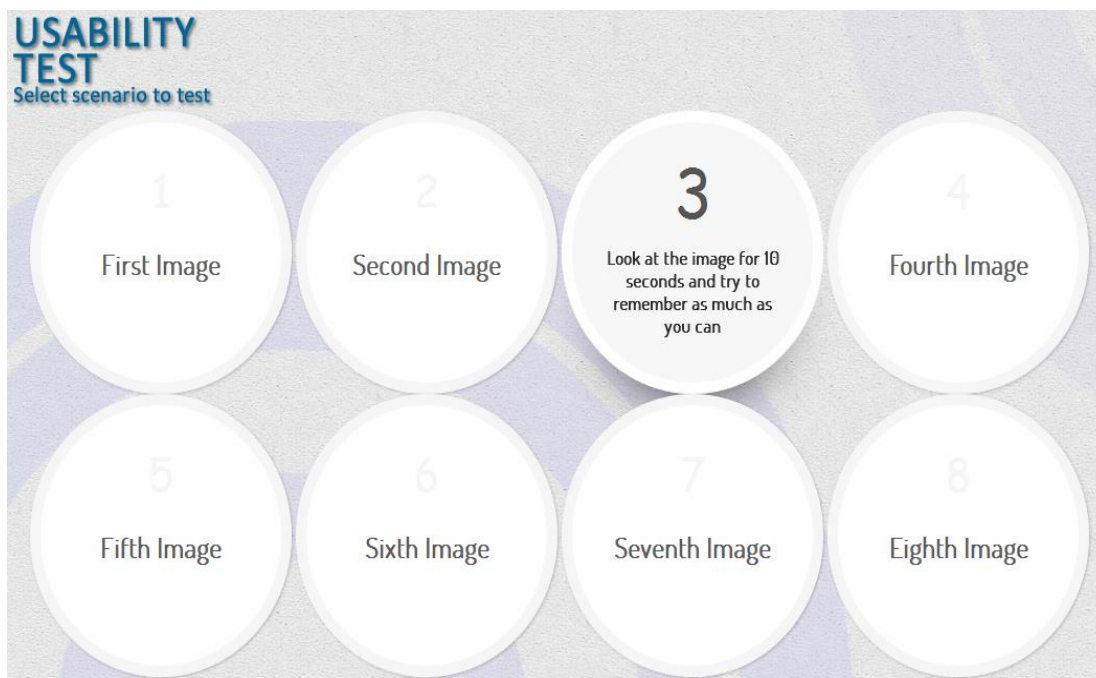 USABILITY
TEST
Select scenario to test
1
First Image
2
Second Image
3
Look at the image for 10
seconds and try to
remember as much as
you can
4
Fourth Image
5
Fifth Image
6
Sixth Image
7
Seventh Image
8
Eighth Image